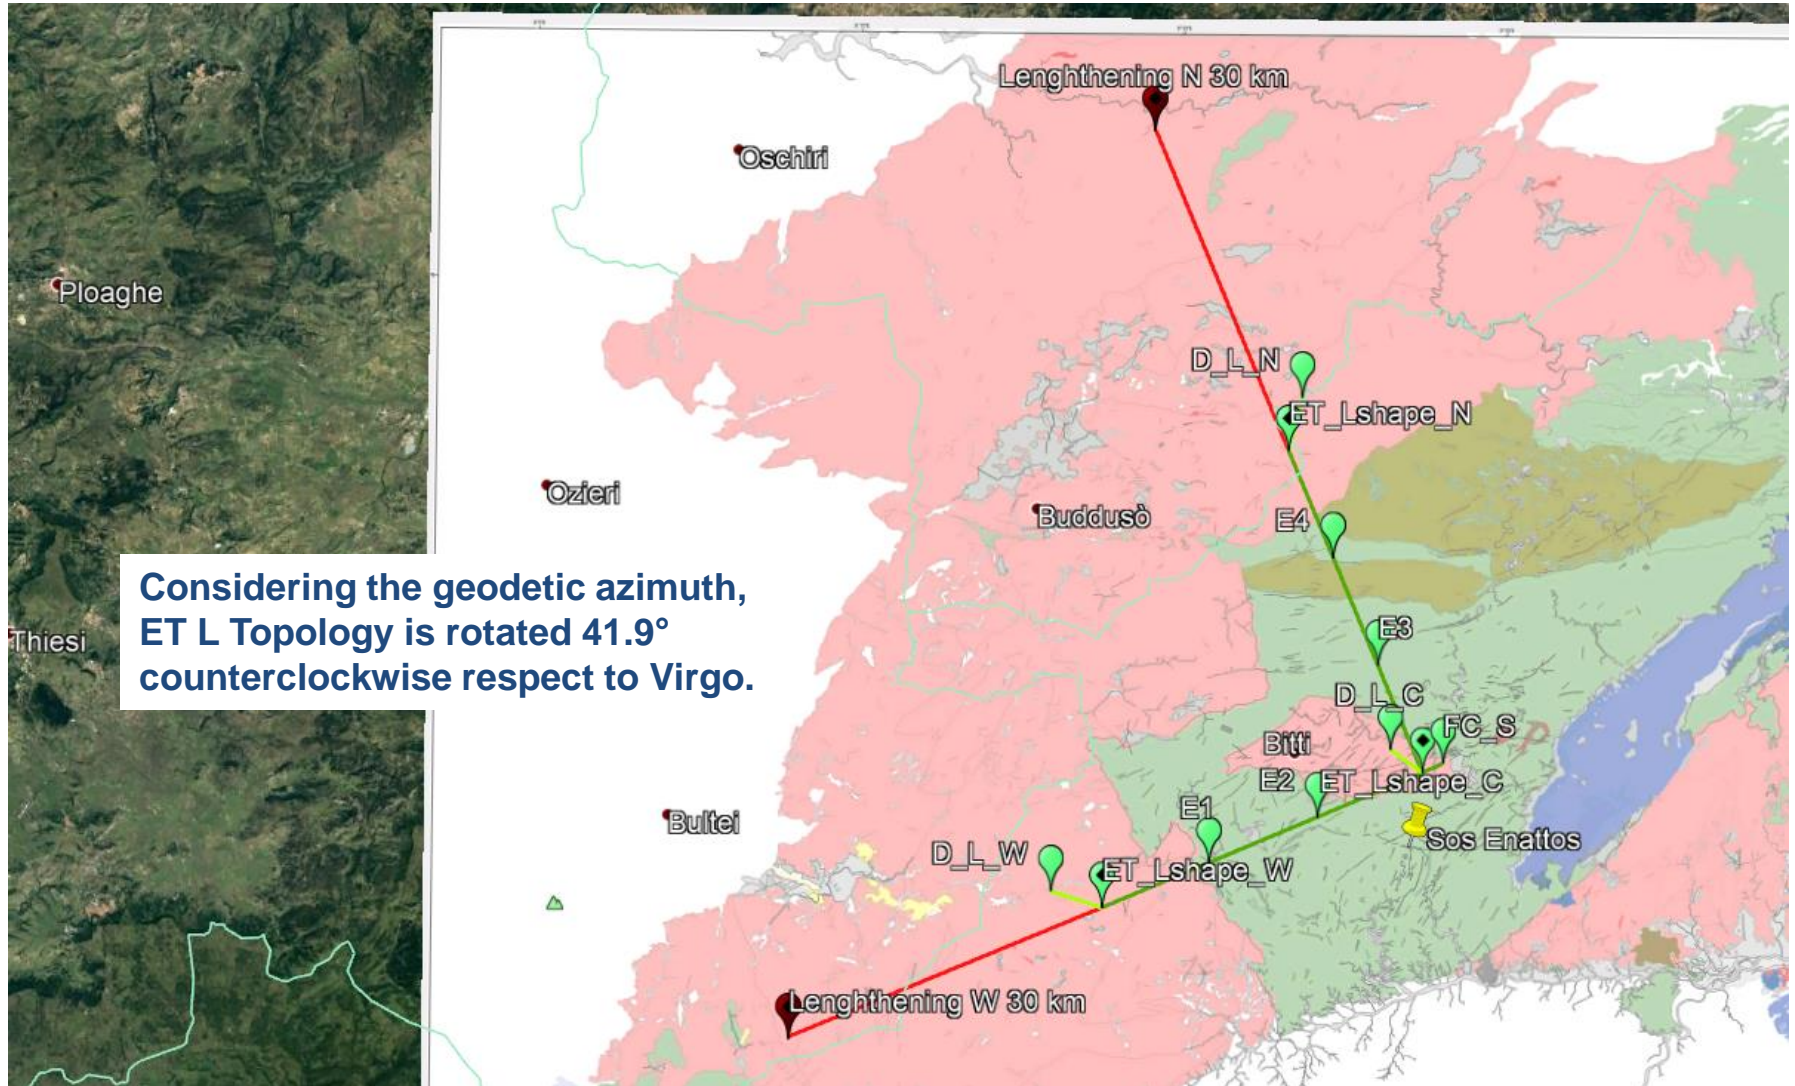 Lenghthening N 30 km
Oschiri
Ploaghe
D_L_N
ET_Lshape_N
Ozieri
Buddusò
E4
Considering the geodetic azimuth,
ET L Topology is rotated 41.9°
counterclockwise respect to Virgo.
Thiesi
E3
D_L_C
FC_S
Bitti
E2
ET_Lshape_C
E1
Bultei
Sos Enattos
D_L_W
ET_Lshape_W
Lenghthening W 30 km